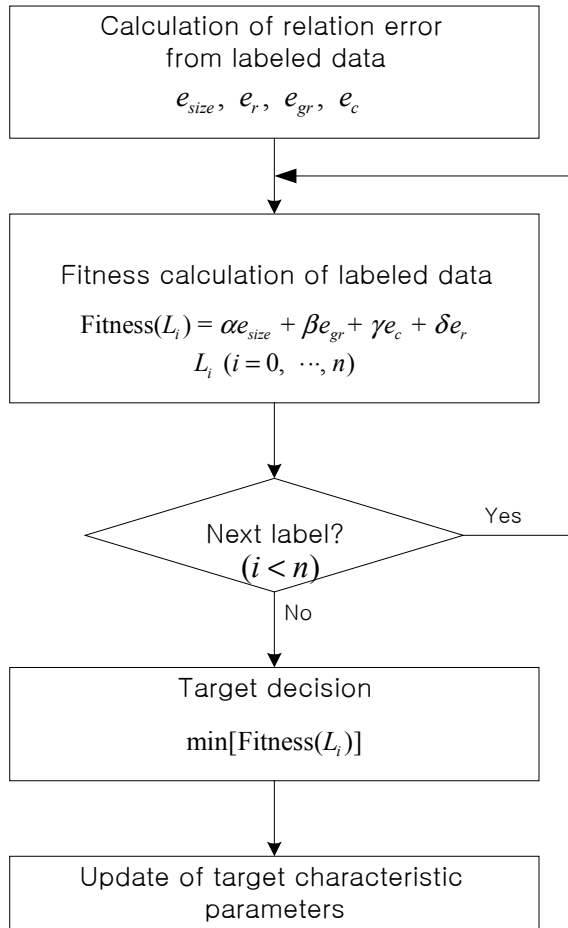 Calculation of relation error
from labeled data
e_size, e_r, e_gr, e_c
Fitness calculation of labeled data
Fitness(L_i) = αe_size + βe_gr + γe_c + δe_r
L_i (i = 0, ⋯, n)
Next label?
(i < n)
Yes
No
Target decision
min[Fitness(L_i)]
Update of target characteristic
parameters